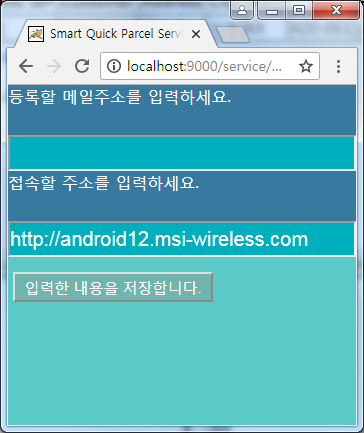 Smart Quick Parcel Servi
localhost:9000/service/...
등록할 메일주소를 입력하세요.
접속할 주소를 입력하세요.
http://android12.msi-wireless.com
입력한 내용을 저장합니다.